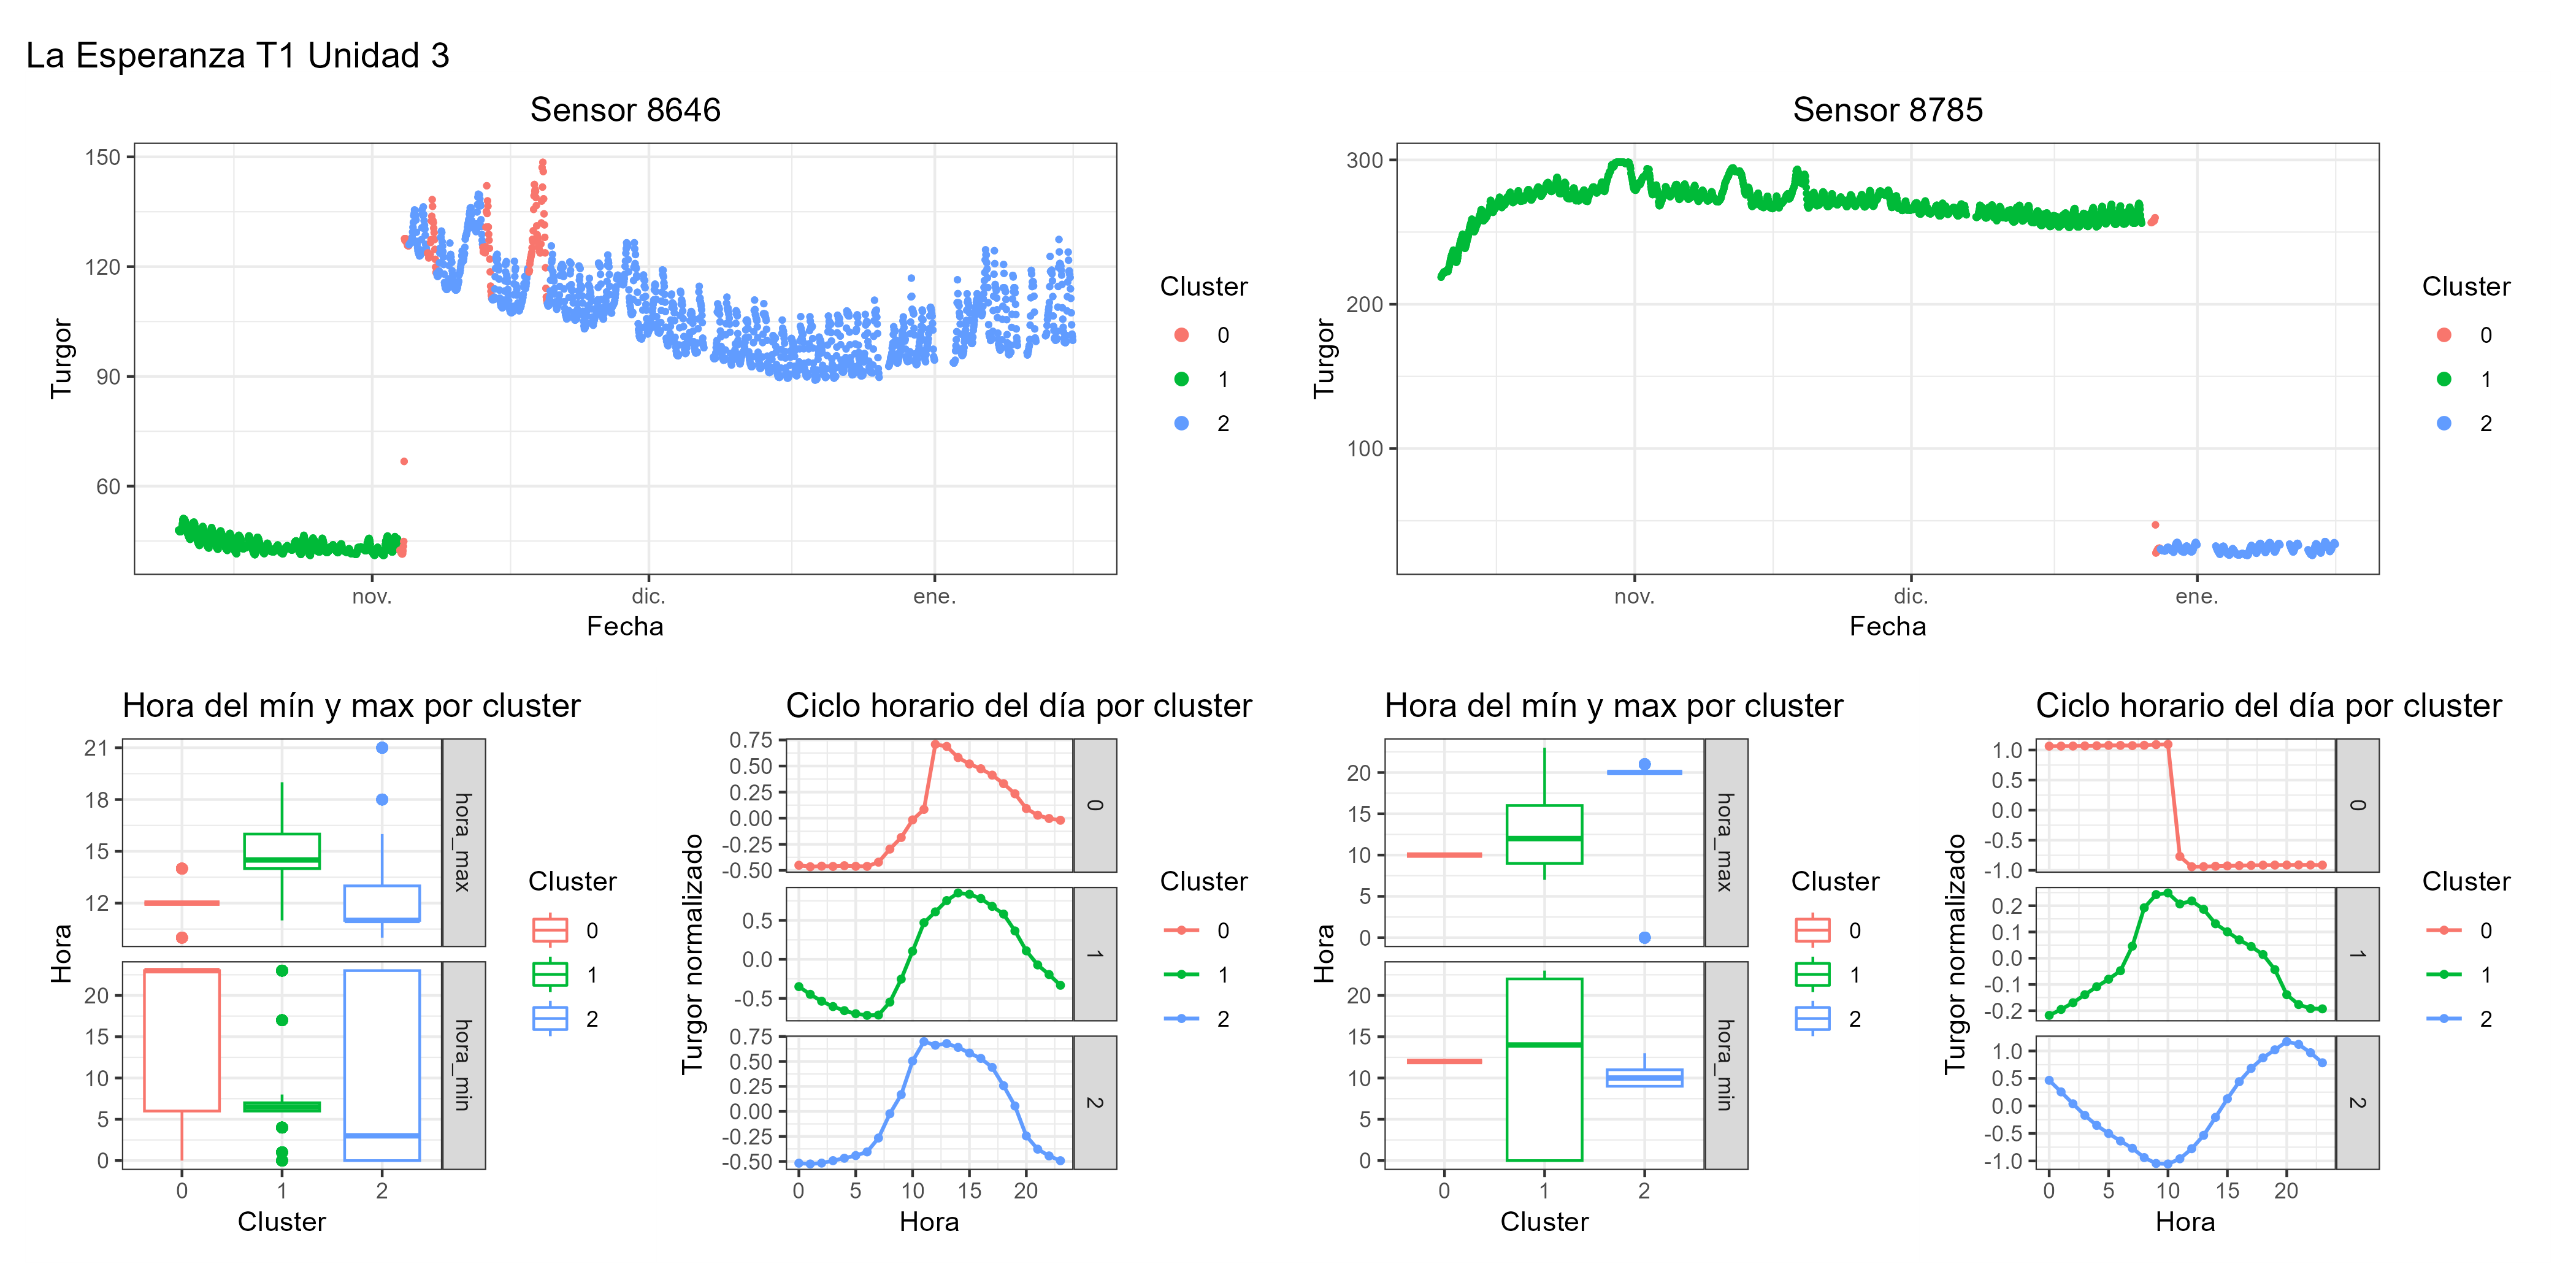 La Esperanza T1 Unidad 3
Sensor 8646
150
120
90
60
Turgor
nov.
dic.
ene.
Fecha
Cluster
0
1
2
Sensor 8785
300
200
100
Turgor
nov.
dic.
ene.
Fecha
Cluster
0
1
2
Hora del mín y max por cluster
21
18
15
12
hora_max
20
15
10
5
0
hora_min
Hora
0
1
2
Cluster
Cluster
0
1
2
Ciclo horario del día por cluster
0.75
0.50
0.25
0.00
-0.25
-0.50
0
0.5
0.0
-0.5
1
0.75
0.50
0.25
0.00
-0.25
-0.50
2
Turgor normalizado
0
5
10
15
20
Hora
Cluster
0
1
2
Hora del mín y max por cluster
20
15
10
5
0
hora_max
20
15
10
5
0
hora_min
Hora
0
1
2
Cluster
Cluster
0
1
2
Ciclo horario del día por cluster
1.0
0.5
0.0
-0.5
-1.0
0
0.2
0.1
0.0
-0.1
-0.2
1
1.0
0.5
0.0
-0.5
-1.0
2
Turgor normalizado
0
5
10
15
20
Hora
Cluster
0
1
2